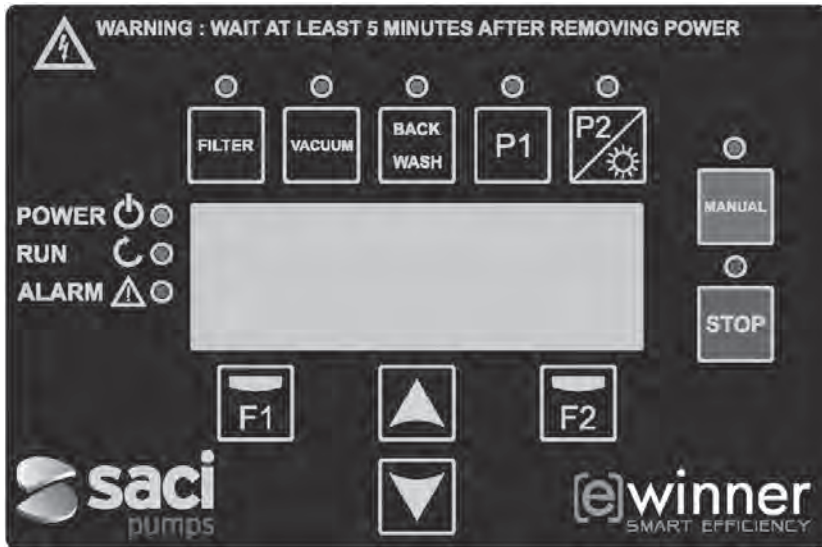 WARNING : WAIT AT LEAST 5 MINUTES AFTER REMOVING POWER
FILTER
VACUUM
BACK
WASH
P1
P2
MANUAL
POWER
RUN
ALARM
STOP
F1
F2
saci
pumps
[e]winner
SMART EFFICIENCY